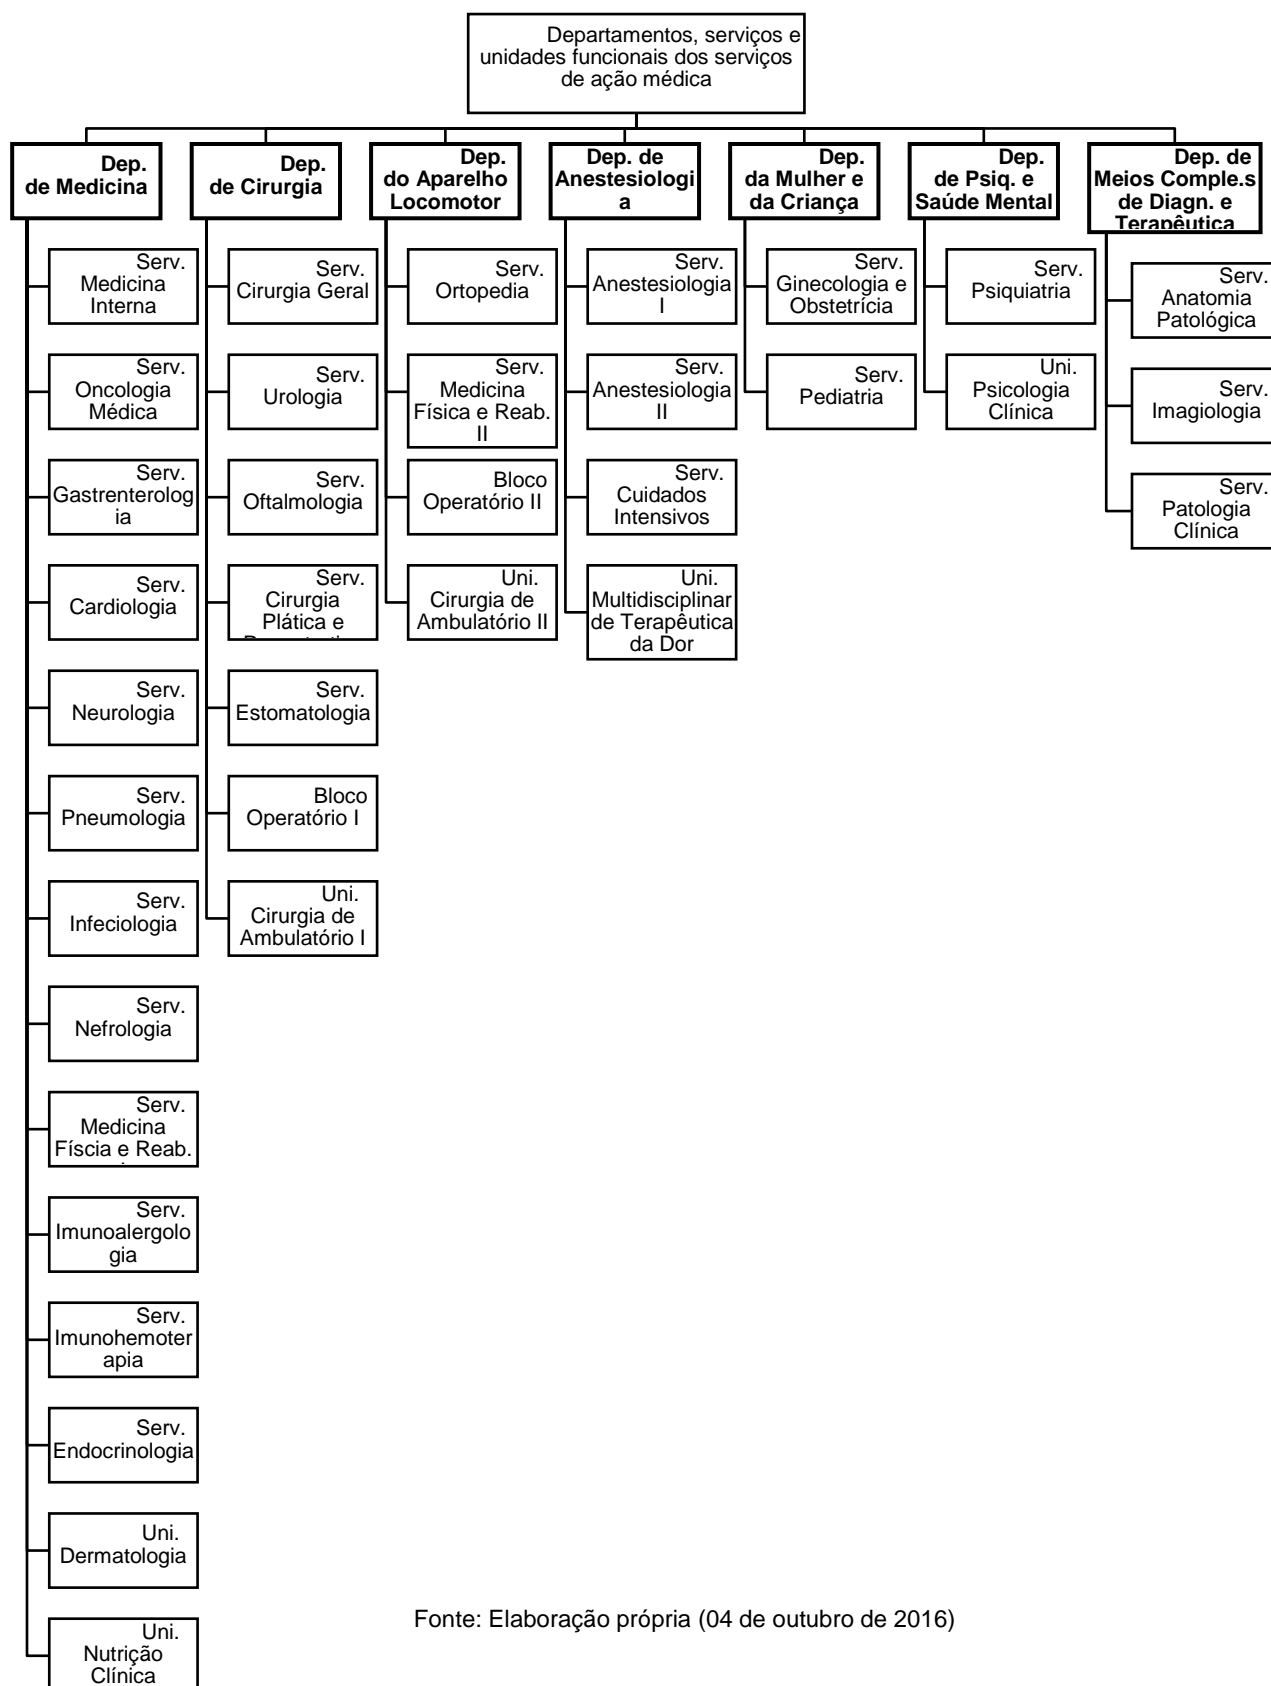 Departamentos, serviços e
unidades funcionais dos serviços
de ação médica
Dep.
de Medicina
Dep.
de Cirurgia
Dep.
do Aparelho
Locomotor
Dep. de
Anestesiologi
a
Dep.
da Mulher e
da Criança
Dep.
de Psiq. e
Saúde Mental
Dep. de
Meios Comple.s
de Diagn. e
Terapêutica
Serv.
Medicina
Interna
Serv.
Oncologia
Médica
Serv.
Gastrenterolog
ia
Serv.
Cardiologia
Serv.
Neurologia
Serv.
Pneumologia
Serv.
Infeciologia
Serv.
Nefrologia
Serv.
Medicina
Físcia e Reab.
Serv.
Imunoalergolo
gia
Serv.
Imunohemoter
apia
Serv.
Endocrinologia
Uni.
Dermatologia
Uni.
Nutrição
Clínica
Serv.
Cirurgia Geral
Serv.
Urologia
Serv.
Oftalmologia
Serv.
Cirurgia
Plática e
Serv.
Estomatologia
Bloco
Operatório I
Uni.
Cirurgia de
Ambulatório I
Serv.
Ortopedia
Serv.
Medicina
Física e Reab.
II
Bloco
Operatório II
Uni.
Cirurgia de
Ambulatório II
Serv.
Anestesiologia
I
Serv.
Anestesiologia
II
Serv.
Cuidados
Intensivos
Uni.
Multidisciplinar
de Terapêutica
da Dor
Serv.
Ginecologia e
Obstetrícia
Serv.
Pediatria
Serv.
Psiquiatria
Uni.
Psicologia
Clínica
Serv.
Anatomia
Patológica
Serv.
Imagiologia
Serv.
Patologia
Clínica
Fonte: Elaboração própria (04 de outubro de 2016)